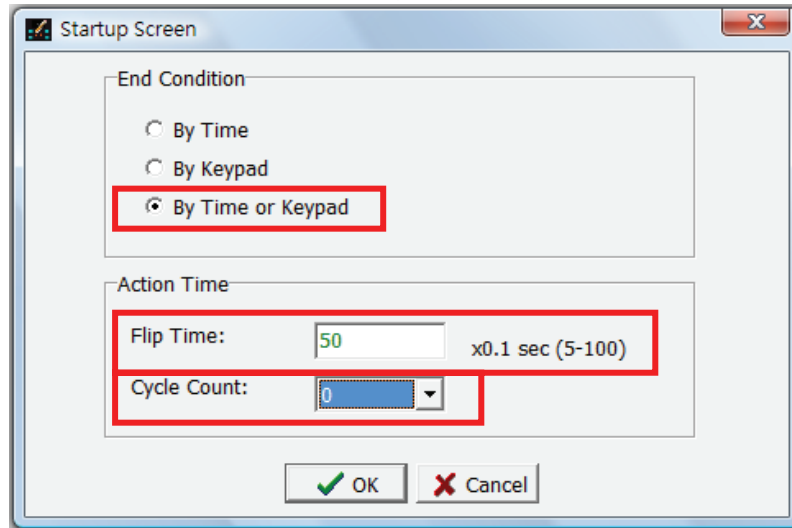 Startup Screen
End Condition
By Time
By Keypad
By Time or Keypad
Action Time
Flip Time: 50 x0.1 sec (5-100)
Cycle Count: 0
OK Cancel